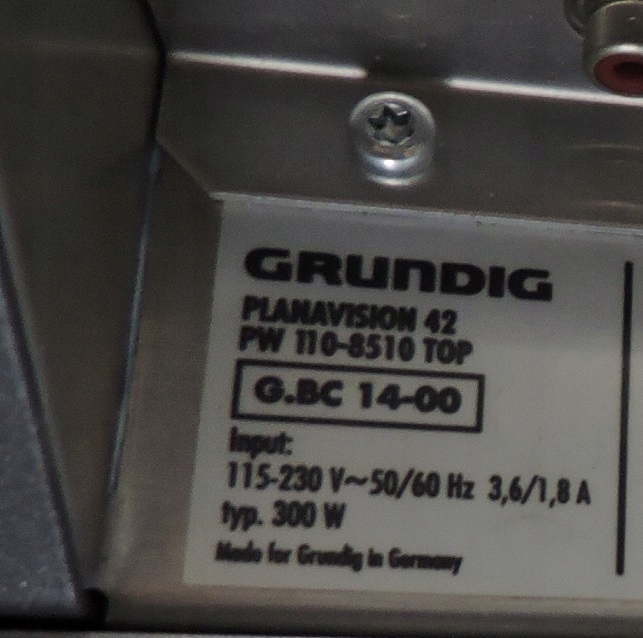 GRUNDIG
PLANAVISION 42
PW 110-8510 TOP
G.BC 14-00
Input:
115-230 V~50/60 Hz 3,6/1,8 A
typ. 300 W
Made for Grundig in Germany